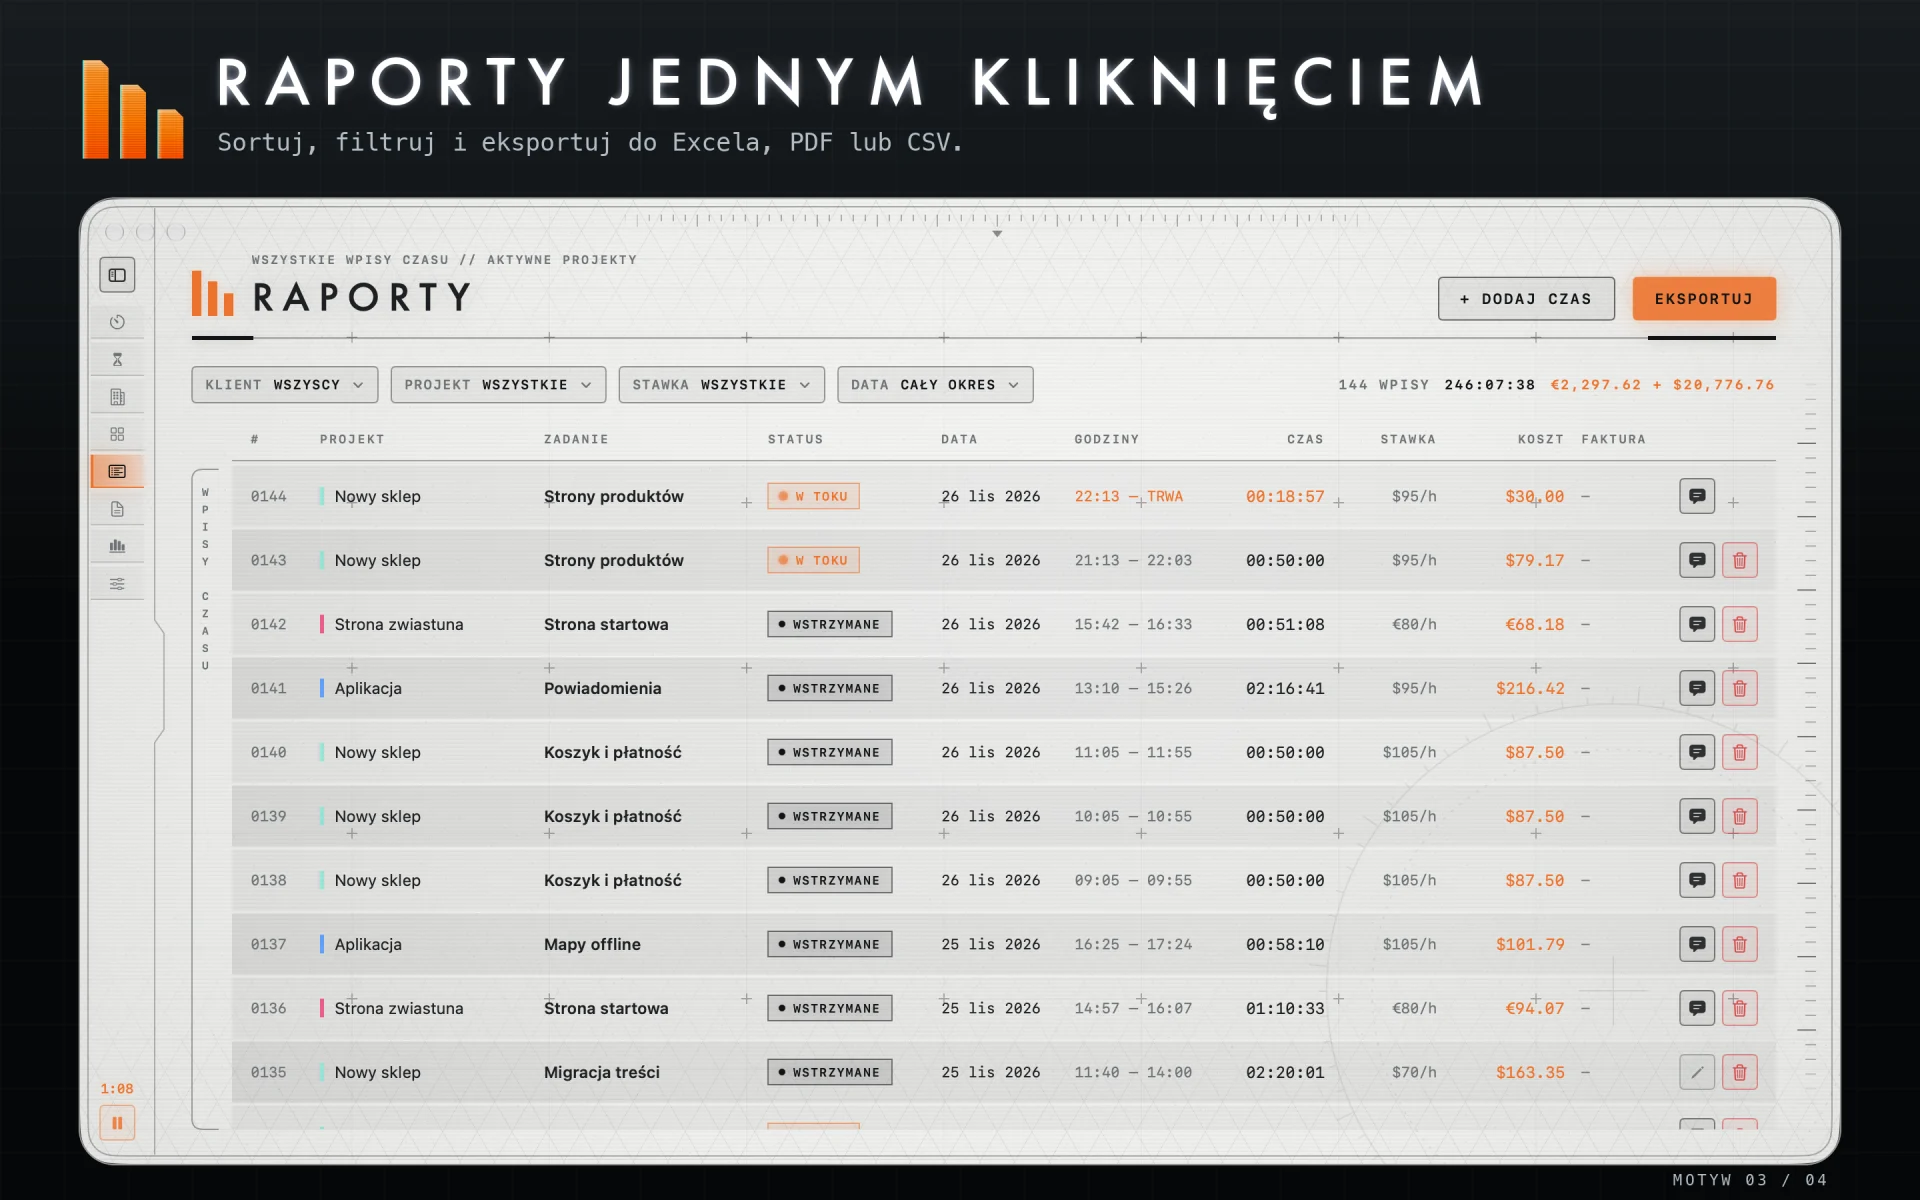 RAPORTY JEDNYM KLIKNIĘCIEM
Sortuj, filtruj i eksportuj do Excela, PDF lub CSV.
WSZYSTKIE WPISY CZASU // AKTYWNE PROJEKTY
RAPORTY
+ DODAJ CZAS
EKSPORTUJ
KLIENT WSZYSCY PROJEKT WSZYSTKIE STAWKA WSZYSTKIE DATA CAŁY OKRES 144 WPISY 246:07:38 €2,297.62 + $20,776.76
# PROJEKT ZADANIE STATUS DATA GODZINY CZAS STAWKA KOSZT FAKTURA
WPISY CZASU
0144 Nowy sklep Strony produktów W TOKU 26 lis 2026 22:13 – TRWA 00:18:57 $95/h $30.00 –
0143 Nowy sklep Strony produktów W TOKU 26 lis 2026 21:13 – 22:03 00:50:00 $95/h $79.17 –
0142 Strona zwiastuna Strona startowa WSTRZYMANE 26 lis 2026 15:42 – 16:33 00:51:08 €80/h €68.18 –
0141 Aplikacja Powiadomienia WSTRZYMANE 26 lis 2026 13:10 – 15:26 02:16:41 $95/h $216.42 –
0140 Nowy sklep Koszyk i płatność WSTRZYMANE 26 lis 2026 11:05 – 11:55 00:50:00 $105/h $87.50 –
0139 Nowy sklep Koszyk i płatność WSTRZYMANE 26 lis 2026 10:05 – 10:55 00:50:00 $105/h $87.50 –
0138 Nowy sklep Koszyk i płatność WSTRZYMANE 26 lis 2026 09:05 – 09:55 00:50:00 $105/h $87.50 –
0137 Aplikacja Mapy offline WSTRZYMANE 25 lis 2026 16:25 – 17:24 00:58:10 $105/h $101.79 –
0136 Strona zwiastuna Strona startowa WSTRZYMANE 25 lis 2026 14:57 – 16:07 01:10:33 €80/h €94.07 –
0135 Nowy sklep Migracja treści WSTRZYMANE 25 lis 2026 11:40 – 14:00 02:20:01 $70/h $163.35 –
1:08
MOTYW 03 / 04